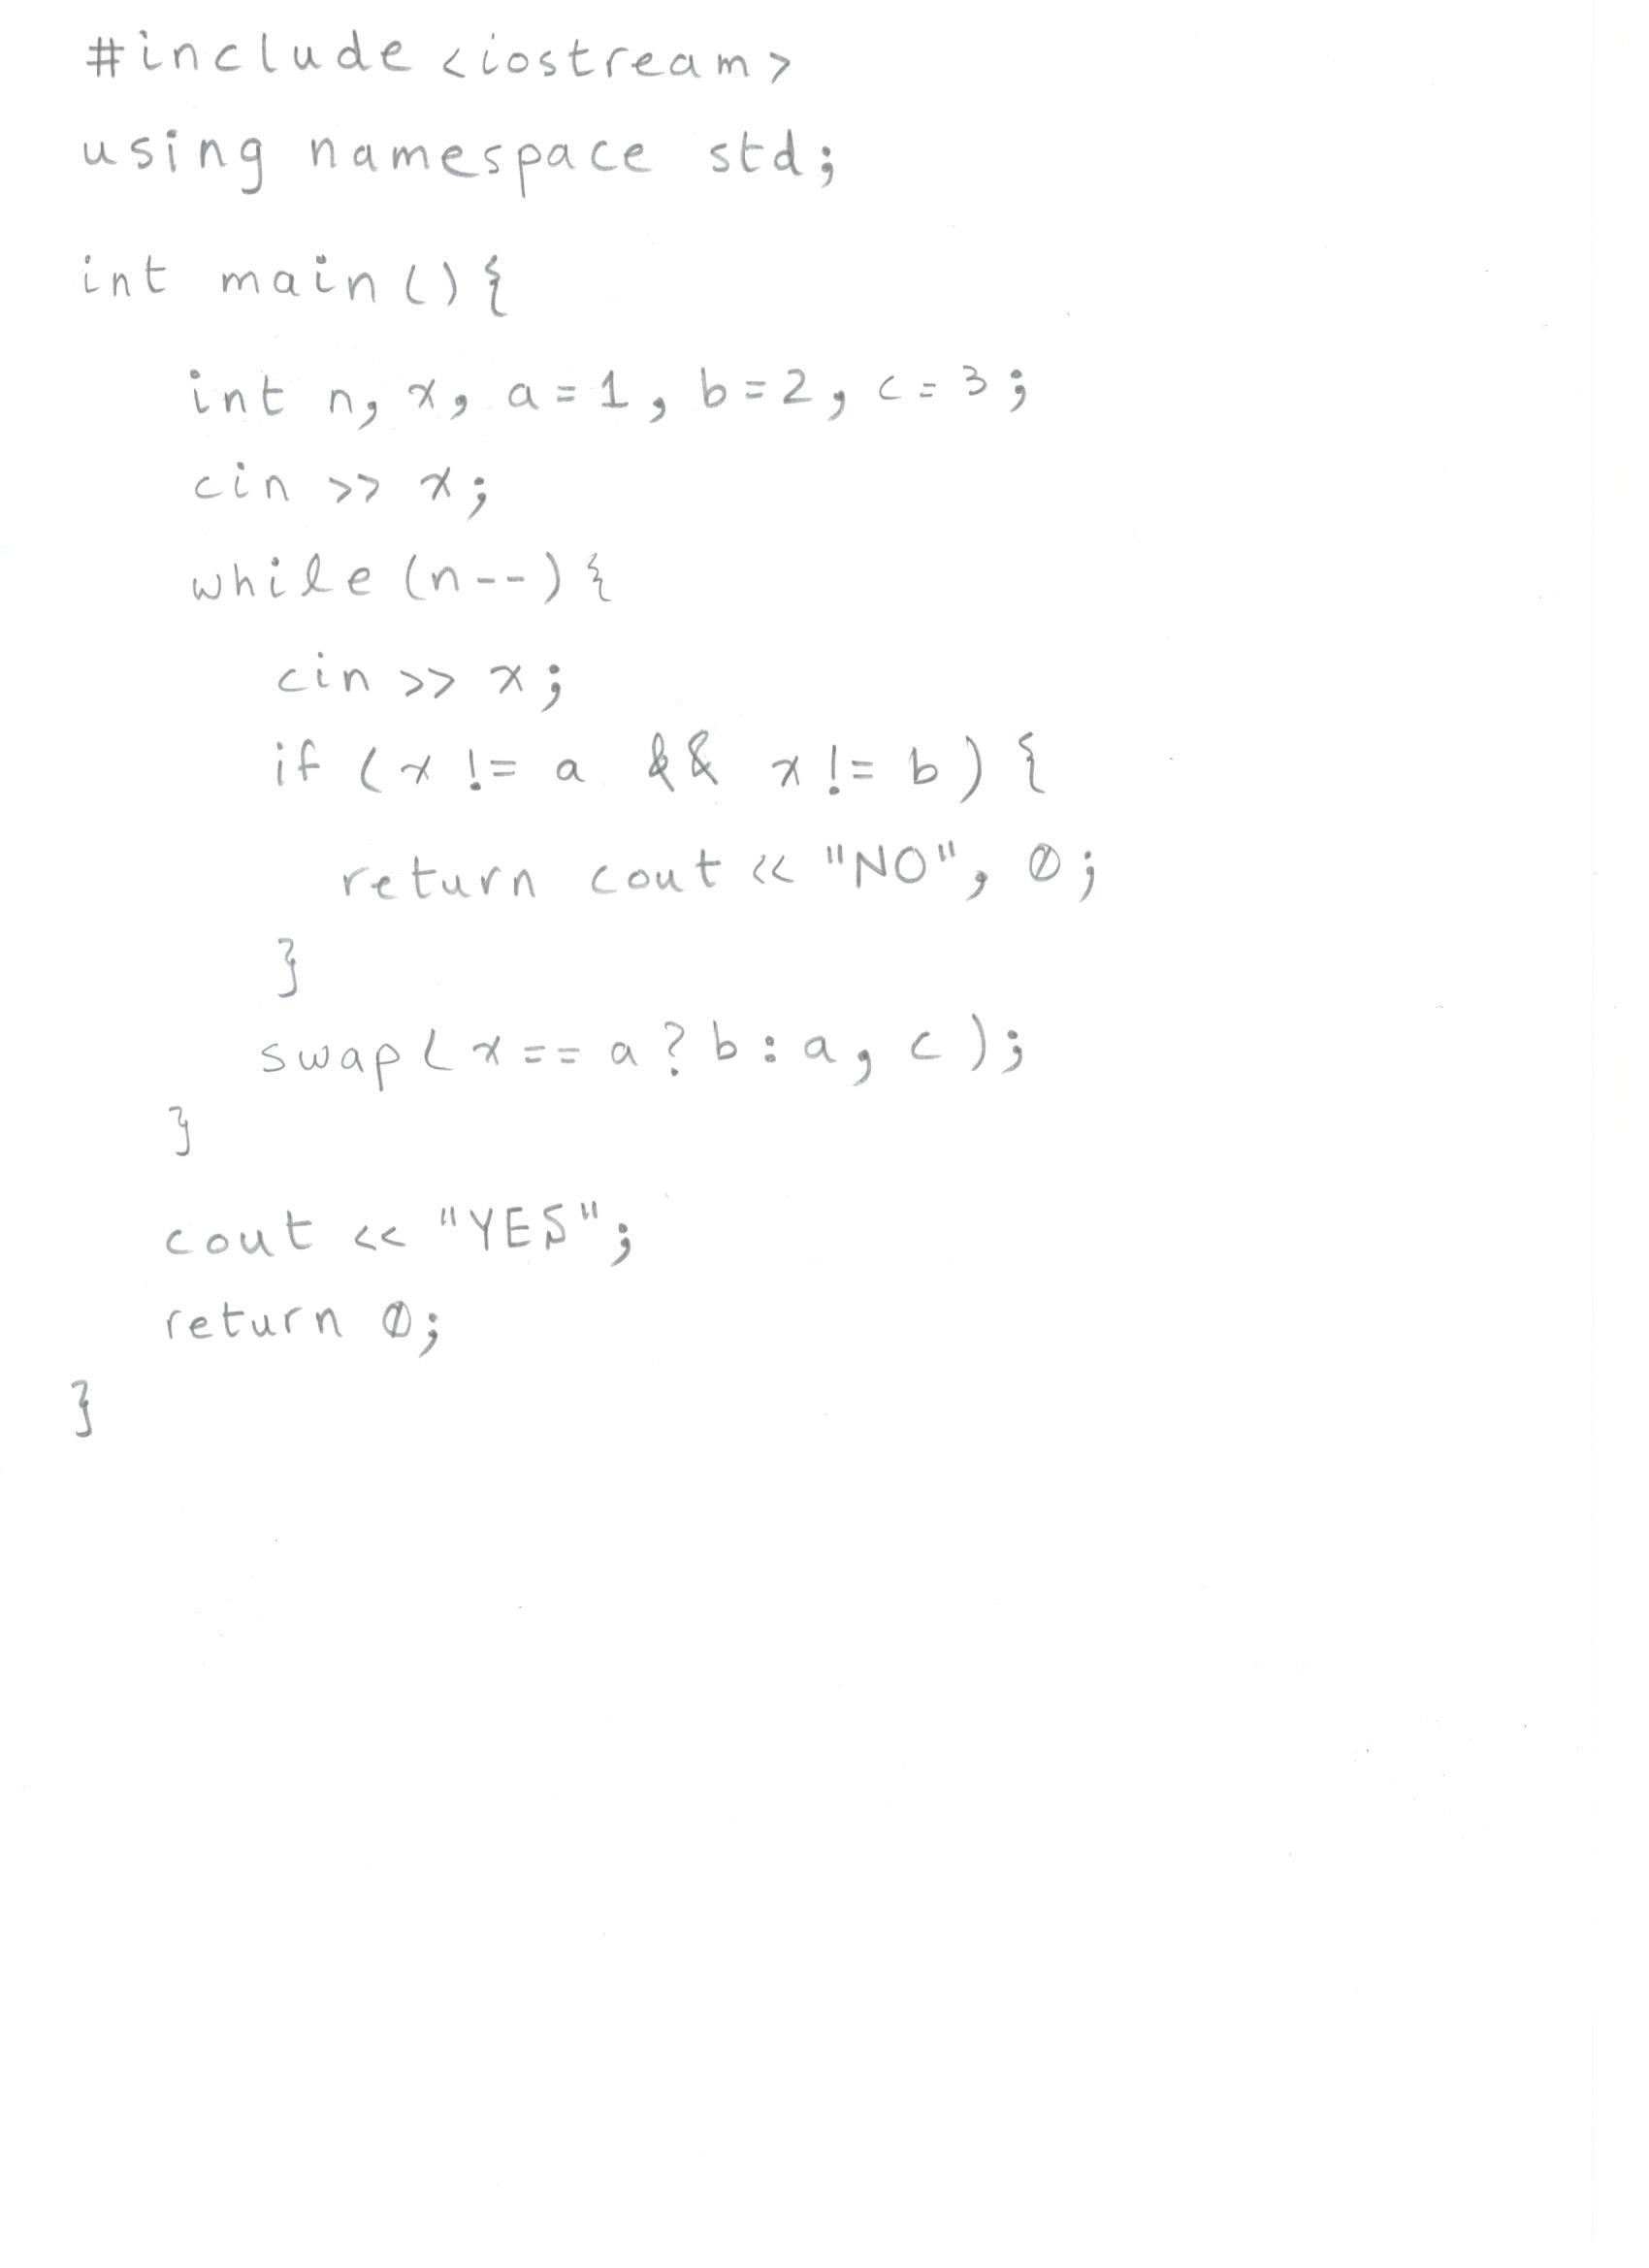 #include <iostream>
using namespace std;
int main(){
int n, x, a=1, b=2, c=3;
cin >> x;
while (n--){
cin >> x;
if (x != a && x != b) {
return cout << "NO", 0;
}
swap(x == a ? b : a, c);
}
cout << "YES";
return 0;
}